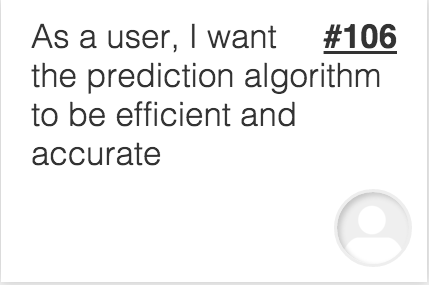 As a user, I want #106
the prediction algorithm
to be efficient and
accurate